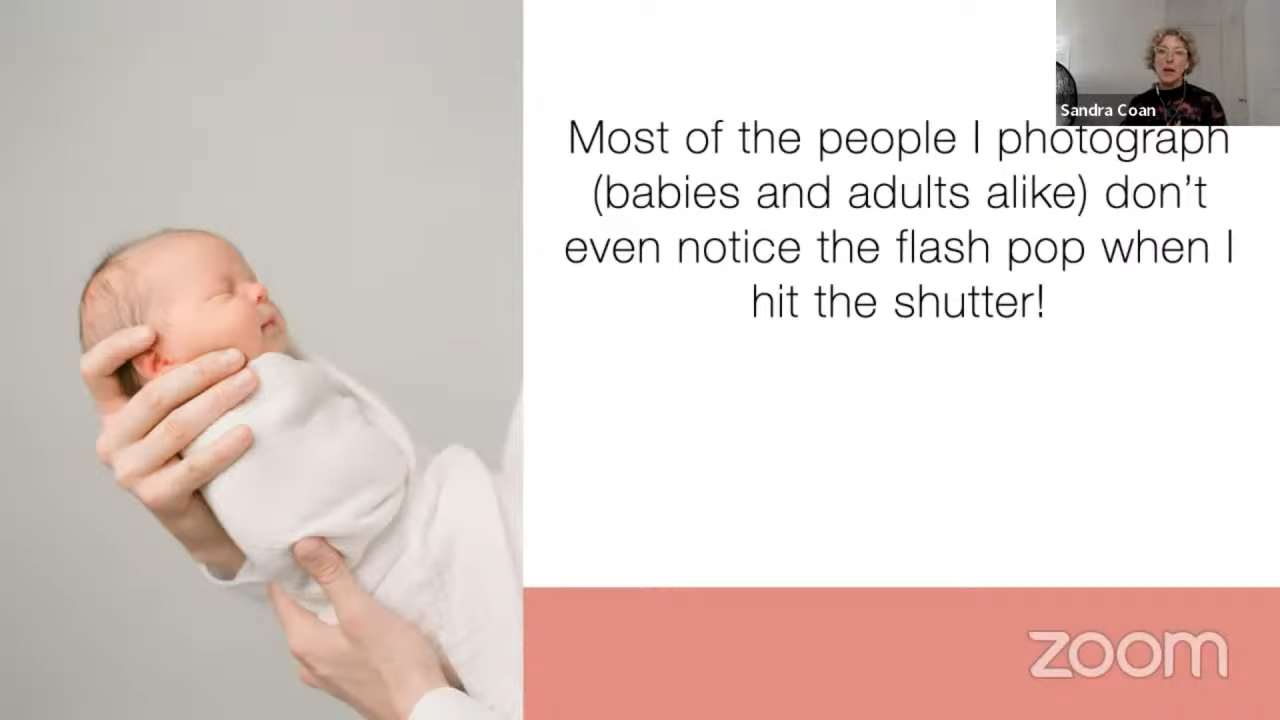 Sandra Coan
Most of the people I photograph
(babies and adults alike) don't
even notice the flash pop when I
hit the shutter!
zoom